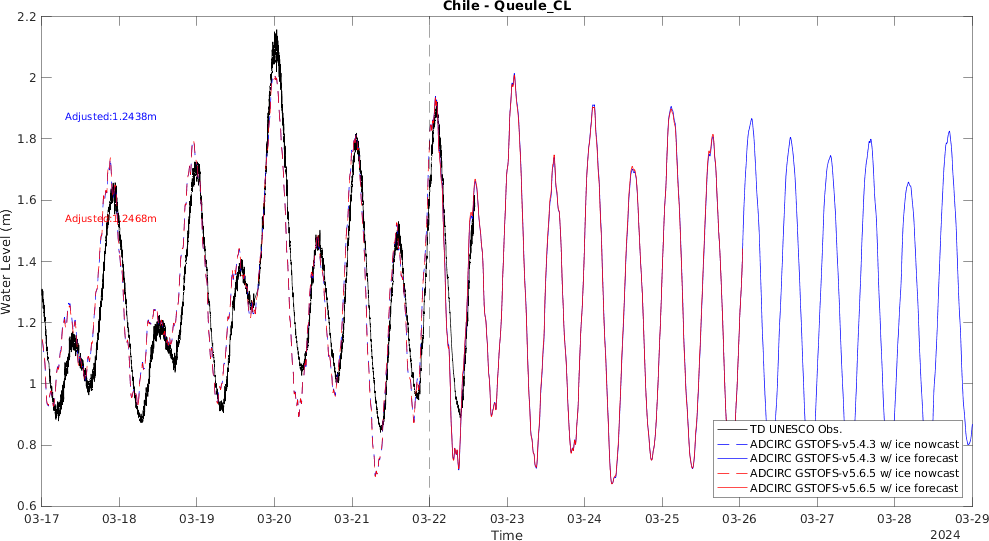 Chile - Queule_CL
2.2
2
1.8
1.6
1.4
1.2
1
0.8
0.6
Water Level (m)
Adjusted:1.2438m
Adjusted:1.2468m
TD UNESCO Obs.
ADCIRC GSTOFS-v5.4.3 w/ ice nowcast
ADCIRC GSTOFS-v5.4.3 w/ ice forecast
ADCIRC GSTOFS-v5.6.5 w/ ice nowcast
ADCIRC GSTOFS-v5.6.5 w/ ice forecast
03-17 03-18 03-19 03-20 03-21 03-22 03-23 03-24 03-25 03-26 03-27 03-28 03-29
Time
2024